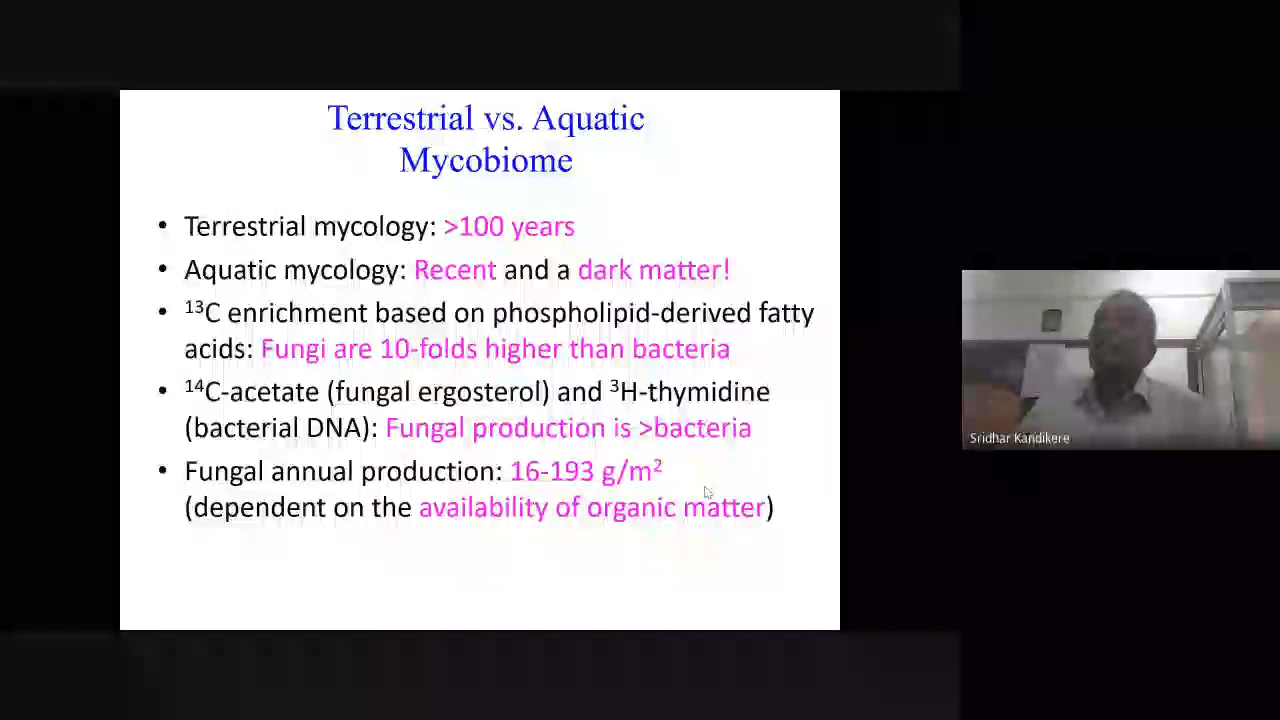 Terrestrial vs. Aquatic
Mycobiome
• Terrestrial mycology: >100 years
• Aquatic mycology: Recent and a dark matter!
• ¹³C enrichment based on phospholipid-derived fatty
acids: Fungi are 10-folds higher than bacteria
• ¹⁴C-acetate (fungal ergosterol) and ³H-thymidine
(bacterial DNA): Fungal production is >bacteria
• Fungal annual production: 16-193 g/m²
(dependent on the availability of organic matter)
Sridhar Kandikere